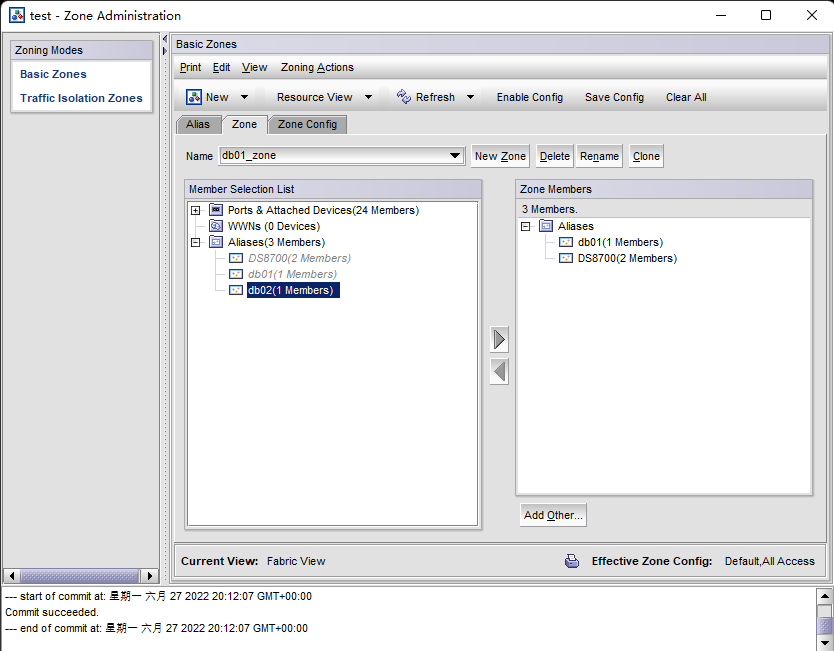 test - Zone Administration
Zoning Modes
Basic Zones
Traffic Isolation Zones
Basic Zones
Print Edit View Zoning Actions
New Resource View Refresh Enable Config Save Config Clear All
Alias Zone Zone Config
Name db01_zone New Zone Delete Rename Clone
Member Selection List
Ports & Attached Devices(24 Members)
WWNs (0 Devices)
Aliases(3 Members)
DS8700(2 Members)
db01(1 Members)
db02(1 Members)
Zone Members
3 Members.
Aliases
db01(1 Members)
DS8700(2 Members)
Add Other...
Current View: Fabric View Effective Zone Config: Default,All Access
--- start of commit at: 星期一 六月 27 2022 20:12:07 GMT+00:00
Commit succeeded.
--- end of commit at: 星期一 六月 27 2022 20:12:07 GMT+00:00